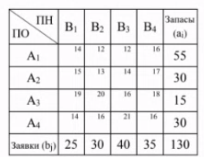 ПН
ПО
B₁ B₂ B₃ B₄ Запасы (aᵢ)
A₁ 14 12 12 16 55
A₂ 15 13 14 17 30
A₃ 19 20 16 18 15
A₄ 14 16 21 16 30
Заявки (bⱼ) 25 30 40 35 130